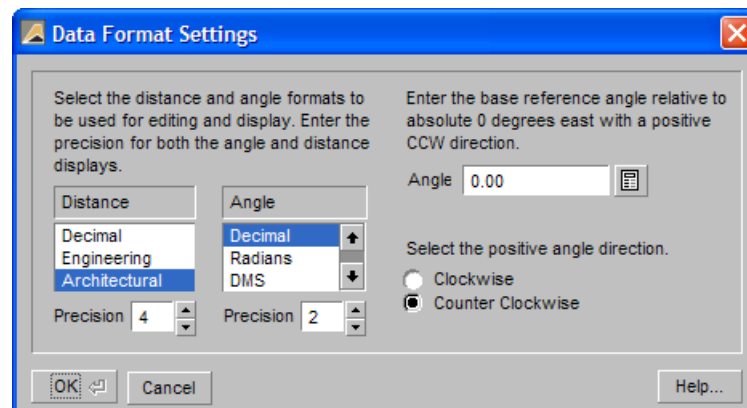 Data Format Settings
Select the distance and angle formats to
be used for editing and display. Enter the
precision for both the angle and distance
displays.
Distance
Decimal
Engineering
Architectural
Precision 4
Angle
Decimal
Radians
DMS
Precision 2
Enter the base reference angle relative to
absolute 0 degrees east with a positive
CCW direction.
Angle 0.00
Select the positive angle direction.
Clockwise
Counter Clockwise
OK
Cancel
Help...